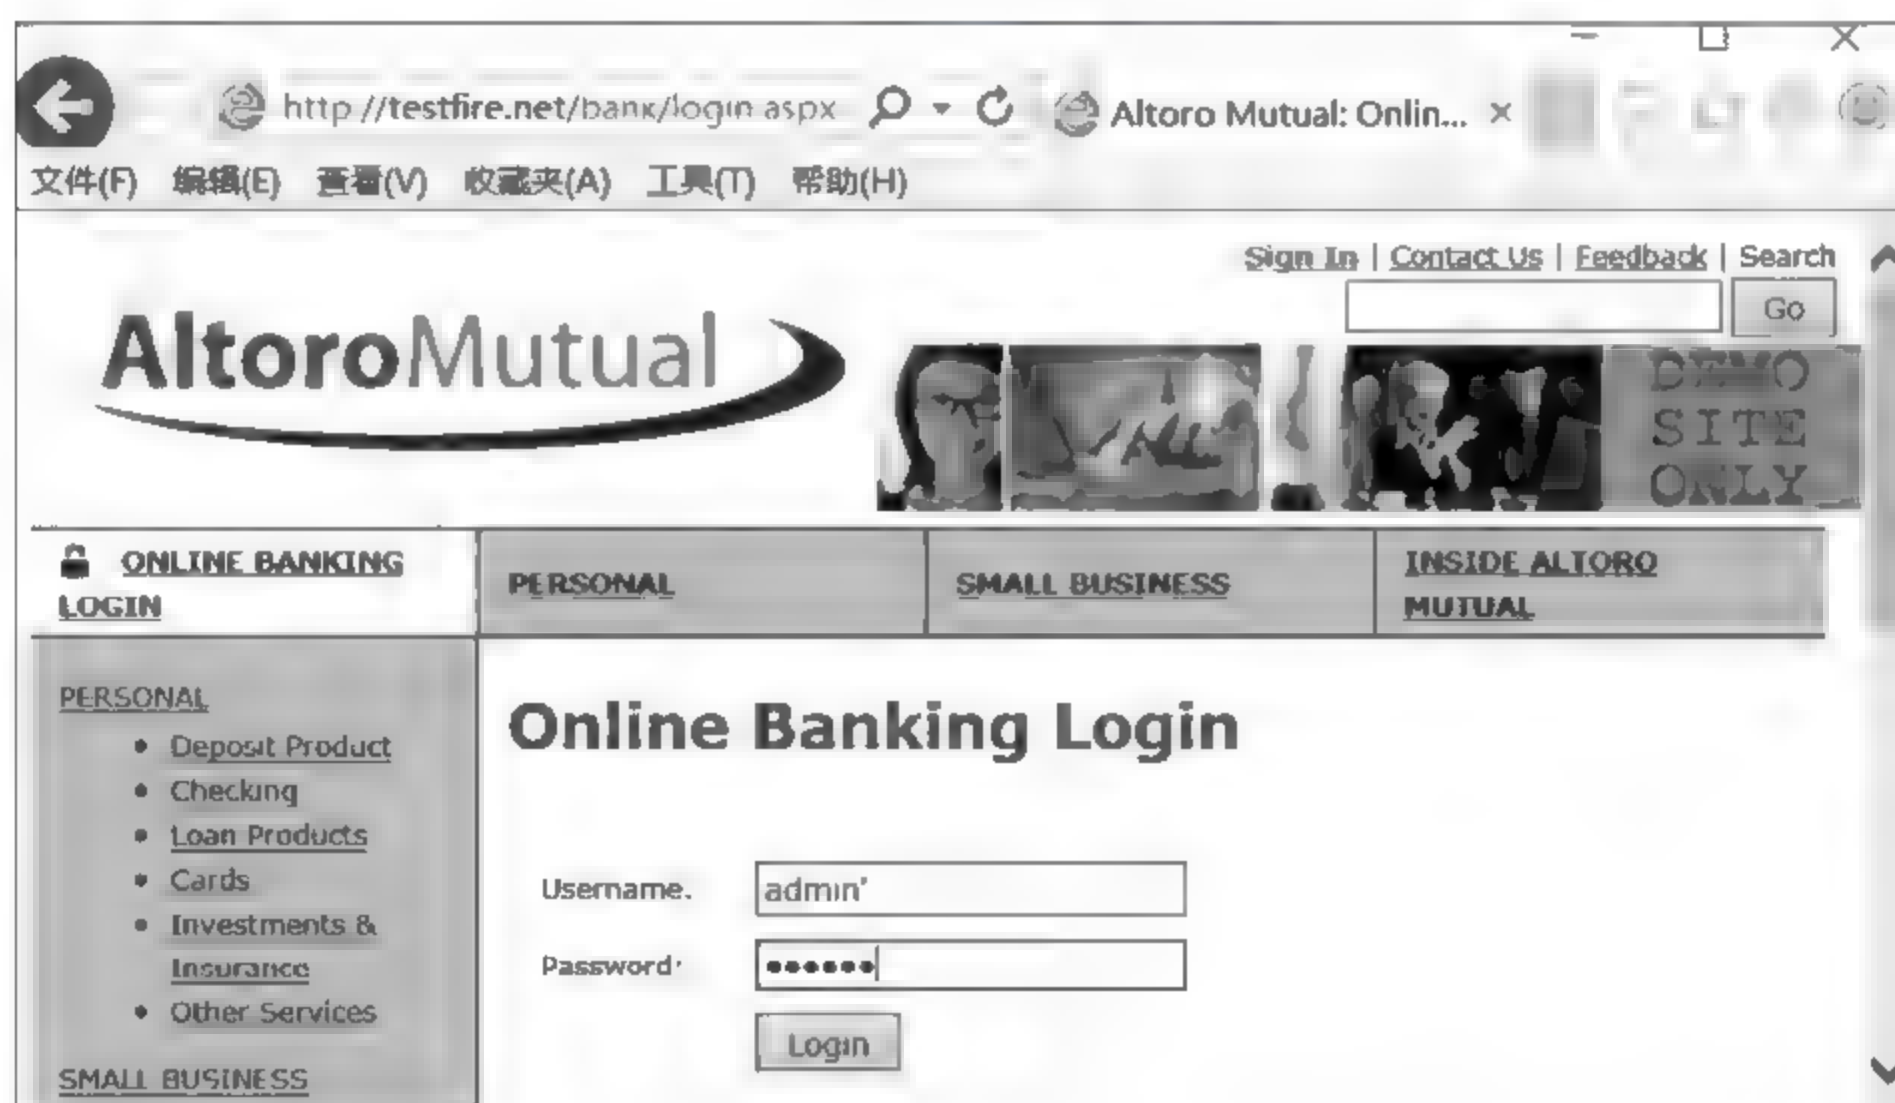 http://testfire.net/bank/login.aspx
Altoro Mutual: Onlin...
文件(F) 编辑(E) 查看(V) 收藏夹(A) 工具(T) 帮助(H)
Sign In | Contact Us | Feedback | Search
Go
AltoroMutual
DEMO
SITE
ONLY
ONLINE BANKING
LOGIN
PERSONAL
SMALL BUSINESS
INSIDE ALTORO
MUTUAL
PERSONAL
Deposit Product
Checking
Loan Products
Cards
Investments &
Insurance
Other Services
SMALL BUSINESS
Online Banking Login
Username:
admin'
Password:
••••••
Login